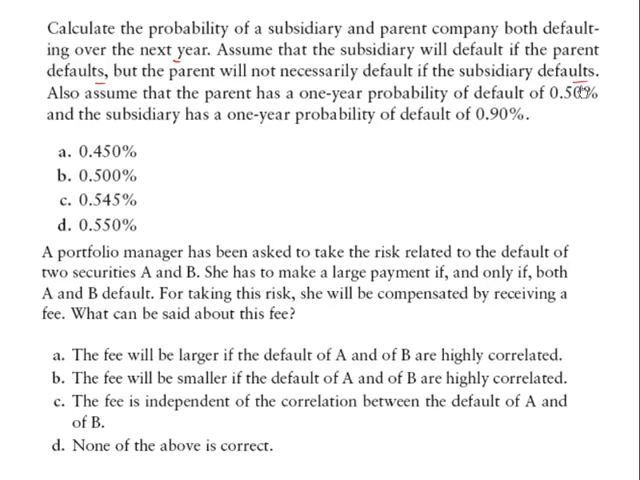 Calculate the probability of a subsidiary and parent company both default-
ing over the next year. Assume that the subsidiary will default if the parent
defaults, but the parent will not necessarily default if the subsidiary defaults.
Also assume that the parent has a one-year probability of default of 0.50%
and the subsidiary has a one-year probability of default of 0.90%.
a. 0.450%
b. 0.500%
c. 0.545%
d. 0.550%
A portfolio manager has been asked to take the risk related to the default of
two securities A and B. She has to make a large payment if, and only if, both
A and B default. For taking this risk, she will be compensated by receiving a
fee. What can be said about this fee?
a. The fee will be larger if the default of A and of B are highly correlated.
b. The fee will be smaller if the default of A and of B are highly correlated.
c. The fee is independent of the correlation between the default of A and
of B.
d. None of the above is correct.